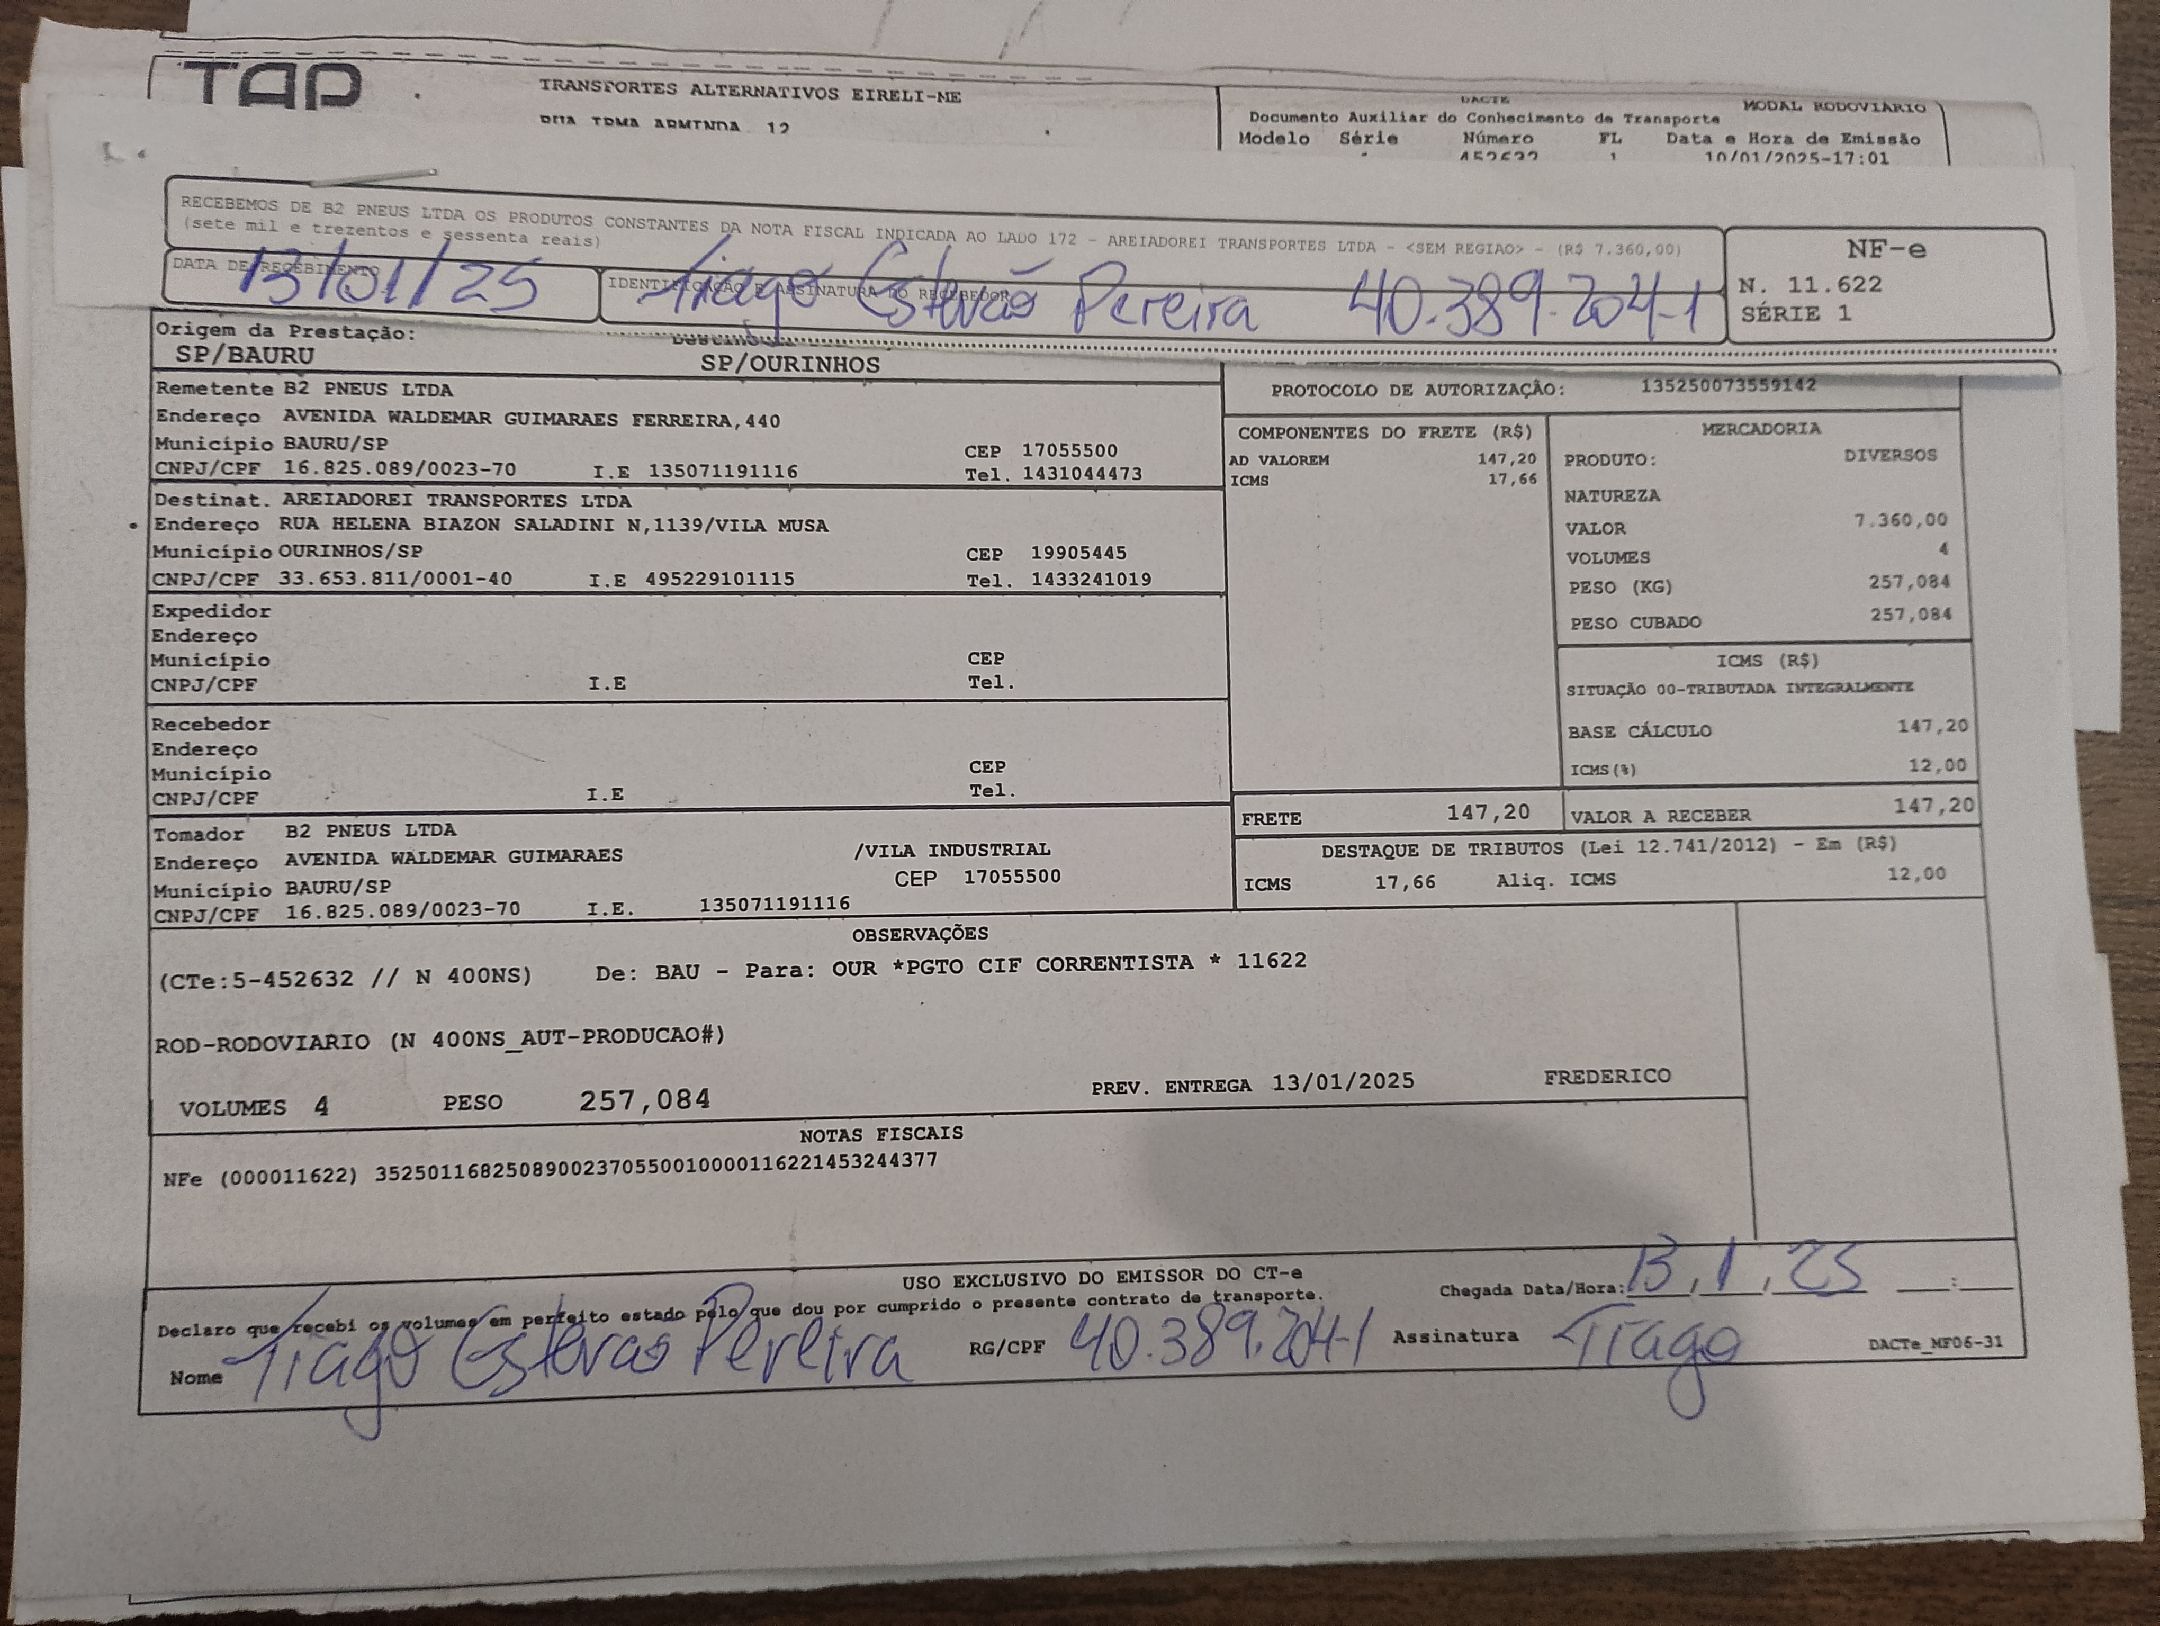 TAP
TRANSPORTES ALTERNATIVOS EIRELI-ME
RUA IRMA ARMINDA 12
DACTE
MODAL RODOVIARIO
Documento Auxiliar do Conhecimento de Transporte
Modelo Série Número FL Data e Hora de Emissão
452632 1 10/01/2025-17:01
RECEBEMOS DE B2 PNEUS LTDA OS PRODUTOS CONSTANTES DA NOTA FISCAL INDICADA AO LADO 172 - AREIADOREI TRANSPORTES LTDA - <SEM REGIAO> - (R$ 7.360,00)
(sete mil e trezentos e sessenta reais)
DATA DE RECEBIMENTO
13/01/25
IDENTIFICAÇÃO E ASSINATURA DO RECEBEDOR
Tiago Estevão Pereira 40.389.204-1
NF-e
N. 11.622
SÉRIE 1
Origem da Prestação:
SP/BAURU
Destino:
SP/OURINHOS
Remetente B2 PNEUS LTDA
Endereço AVENIDA WALDEMAR GUIMARAES FERREIRA,440
Município BAURU/SP CEP 17055500
CNPJ/CPF 16.825.089/0023-70 I.E 135071191116 Tel. 1431044473
Destinat. AREIADOREI TRANSPORTES LTDA
Endereço RUA HELENA BIAZON SALADINI N,1139/VILA MUSA
Município OURINHOS/SP CEP 19905445
CNPJ/CPF 33.653.811/0001-40 I.E 495229101115 Tel. 1433241019
Expedidor
Endereço
Município CEP
CNPJ/CPF I.E Tel.
Recebedor
Endereço
Município CEP
CNPJ/CPF I.E Tel.
Tomador B2 PNEUS LTDA
Endereço AVENIDA WALDEMAR GUIMARAES /VILA INDUSTRIAL
Município BAURU/SP CEP 17055500
CNPJ/CPF 16.825.089/0023-70 I.E. 135071191116
PROTOCOLO DE AUTORIZAÇÃO: 135250073559142
COMPONENTES DO FRETE (R$)
AD VALOREM 147,20
ICMS 17,66
MERCADORIA
PRODUTO: DIVERSOS
NATUREZA
VALOR 7.360,00
VOLUMES 4
PESO (KG) 257,084
PESO CUBADO 257,084
ICMS (R$)
SITUAÇÃO 00-TRIBUTADA INTEGRALMENTE
BASE CÁLCULO 147,20
ICMS(%) 12,00
FRETE 147,20 VALOR A RECEBER 147,20
DESTAQUE DE TRIBUTOS (Lei 12.741/2012) - Em (R$)
ICMS 17,66 Aliq. ICMS 12,00
OBSERVAÇÕES
(CTe:5-452632 // N 400NS) De: BAU - Para: OUR *PGTO CIF CORRENTISTA * 11622
ROD-RODOVIARIO (N 400NS_AUT-PRODUCAO#)
VOLUMES 4 PESO 257,084 PREV. ENTREGA 13/01/2025 FREDERICO
NOTAS FISCAIS
NFe (000011622) 35250116825089002370550010000116221453244377
USO EXCLUSIVO DO EMISSOR DO CT-e
Chegada Data/Hora: 13,1,25 __:__
Declaro que recebi os volumes em perfeito estado pelo que dou por cumprido o presente contrato de transporte.
Nome Tiago Estevao Pereira RG/CPF 40.389.204-1 Assinatura Tiago
DACTe_MF06-31